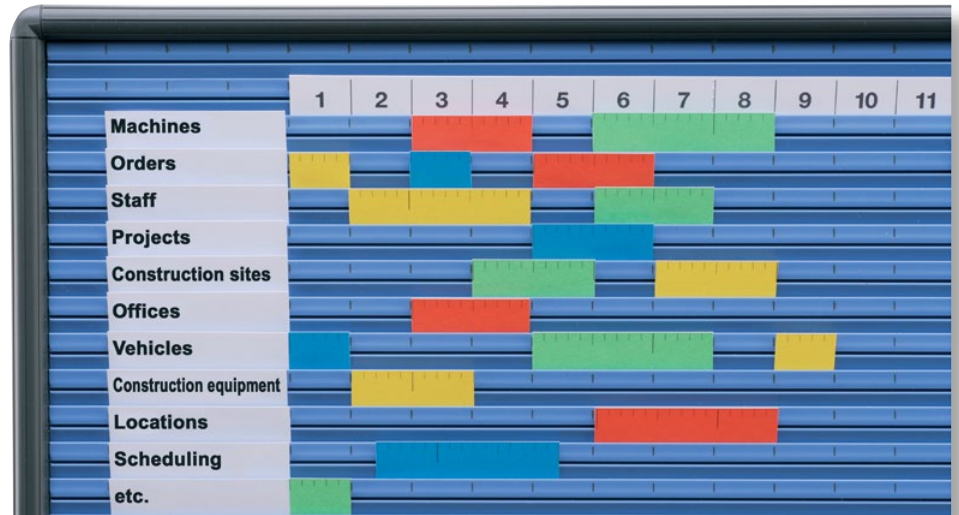 1 2 3 4 5 6 7 8 9 10 11
Machines
Orders
Staff
Projects
Construction sites
Offices
Vehicles
Construction equipment
Locations
Scheduling
etc.